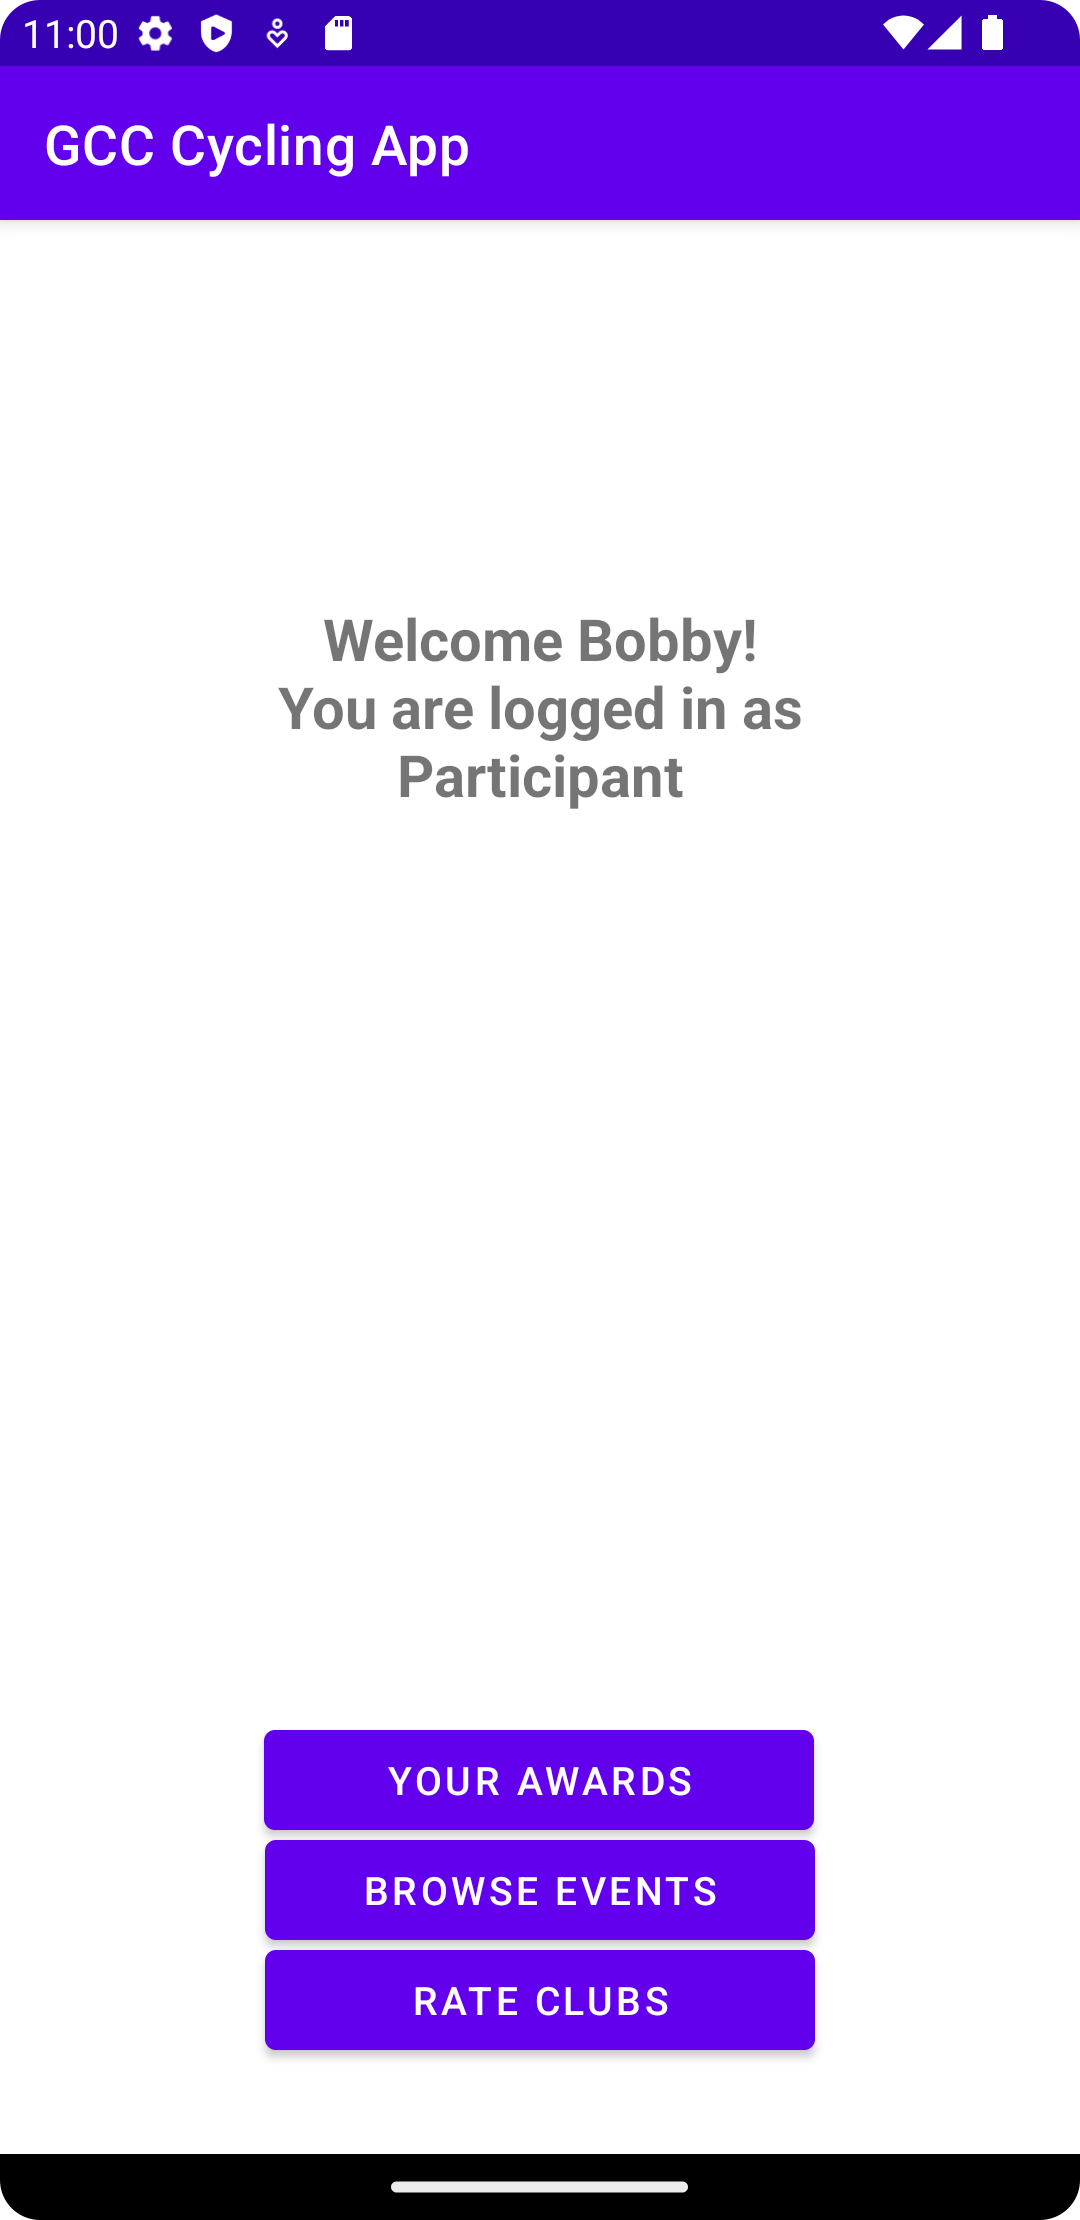 11:00
GCC Cycling App
Welcome Bobby!
You are logged in as
Participant
YOUR AWARDS
BROWSE EVENTS
RATE CLUBS